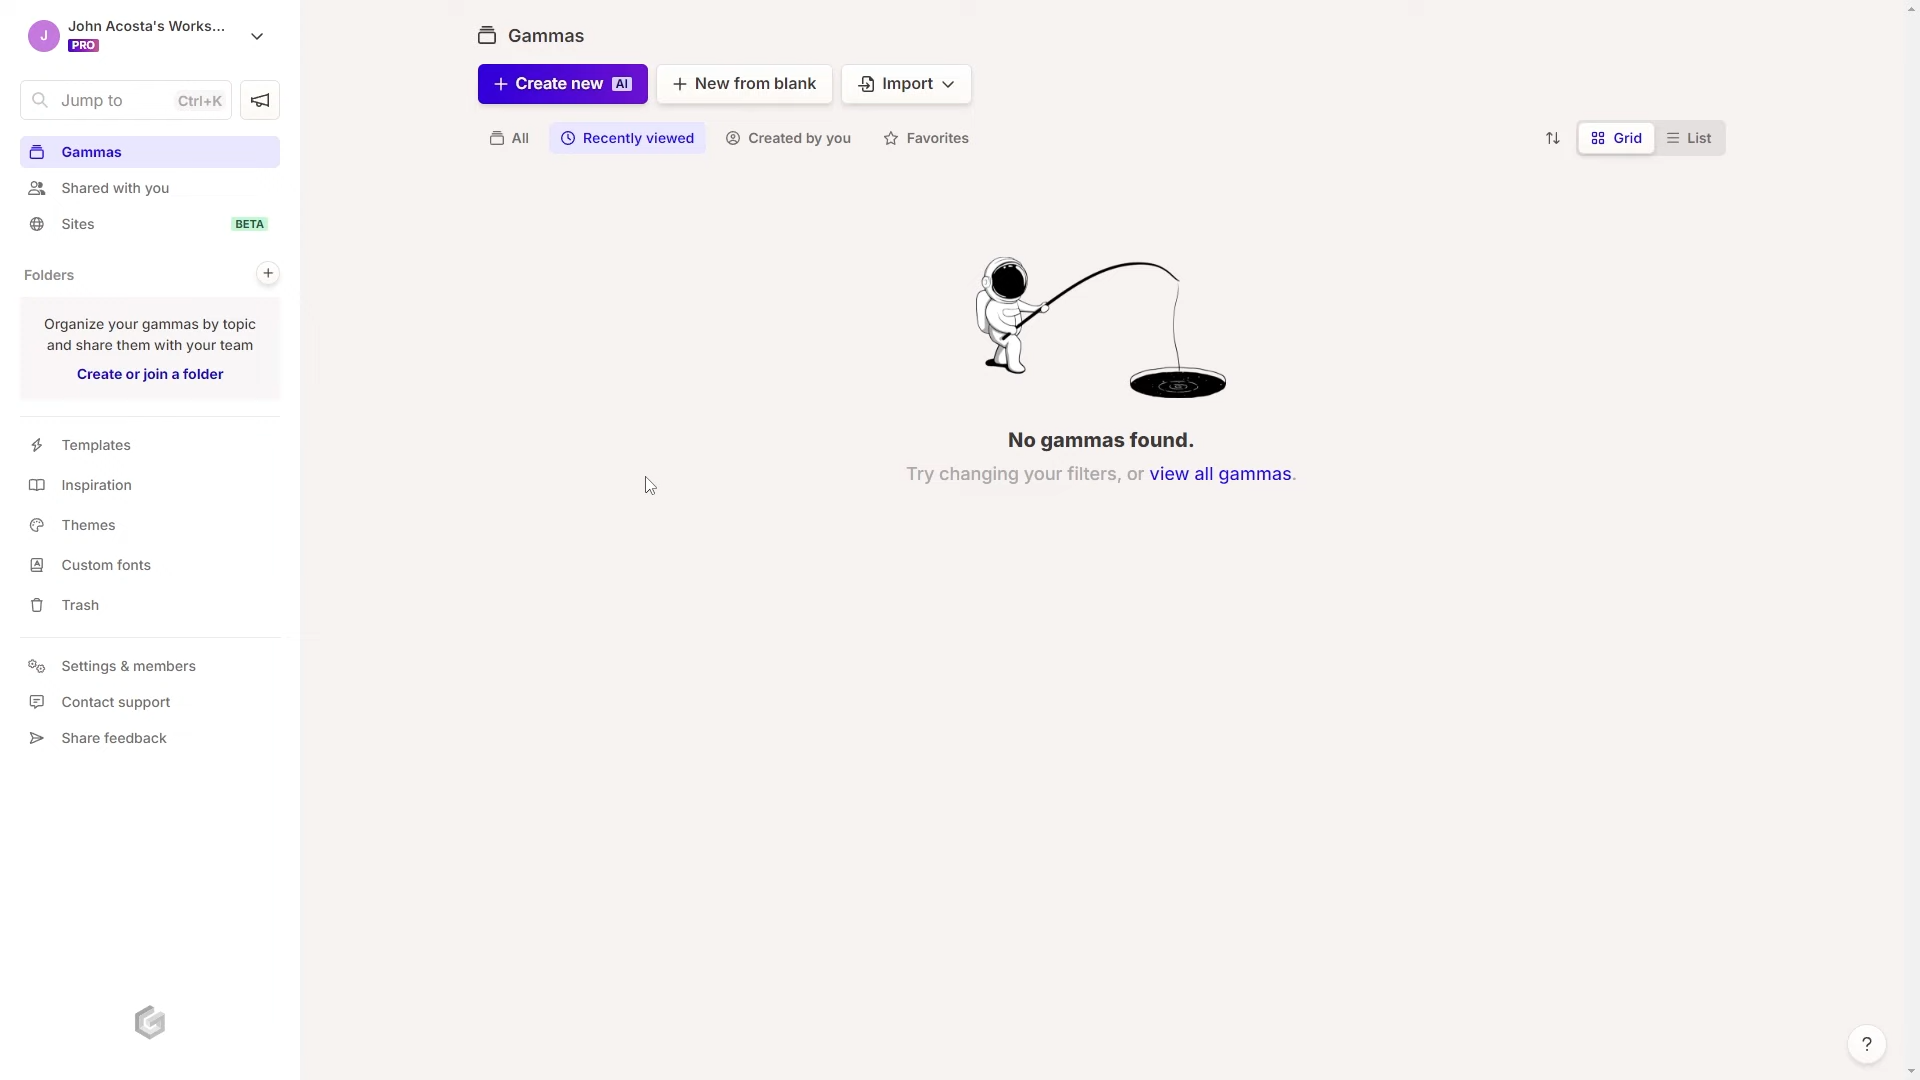 J
John Acosta's Works...
PRO
Jump to
Ctrl+K
Gammas
Shared with you
Sites
BETA
Folders
Organize your gammas by topic
and share them with your team
Create or join a folder
Templates
Inspiration
Themes
Custom fonts
Trash
Settings & members
Contact support
Share feedback
Gammas
Create new AI
New from blank
Import
All
Recently viewed
Created by you
Favorites
Grid
List
No gammas found.
Try changing your filters, or view all gammas.
?